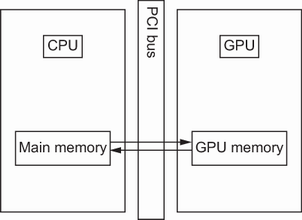 CPU
PCI bus
GPU
Main memory
GPU memory